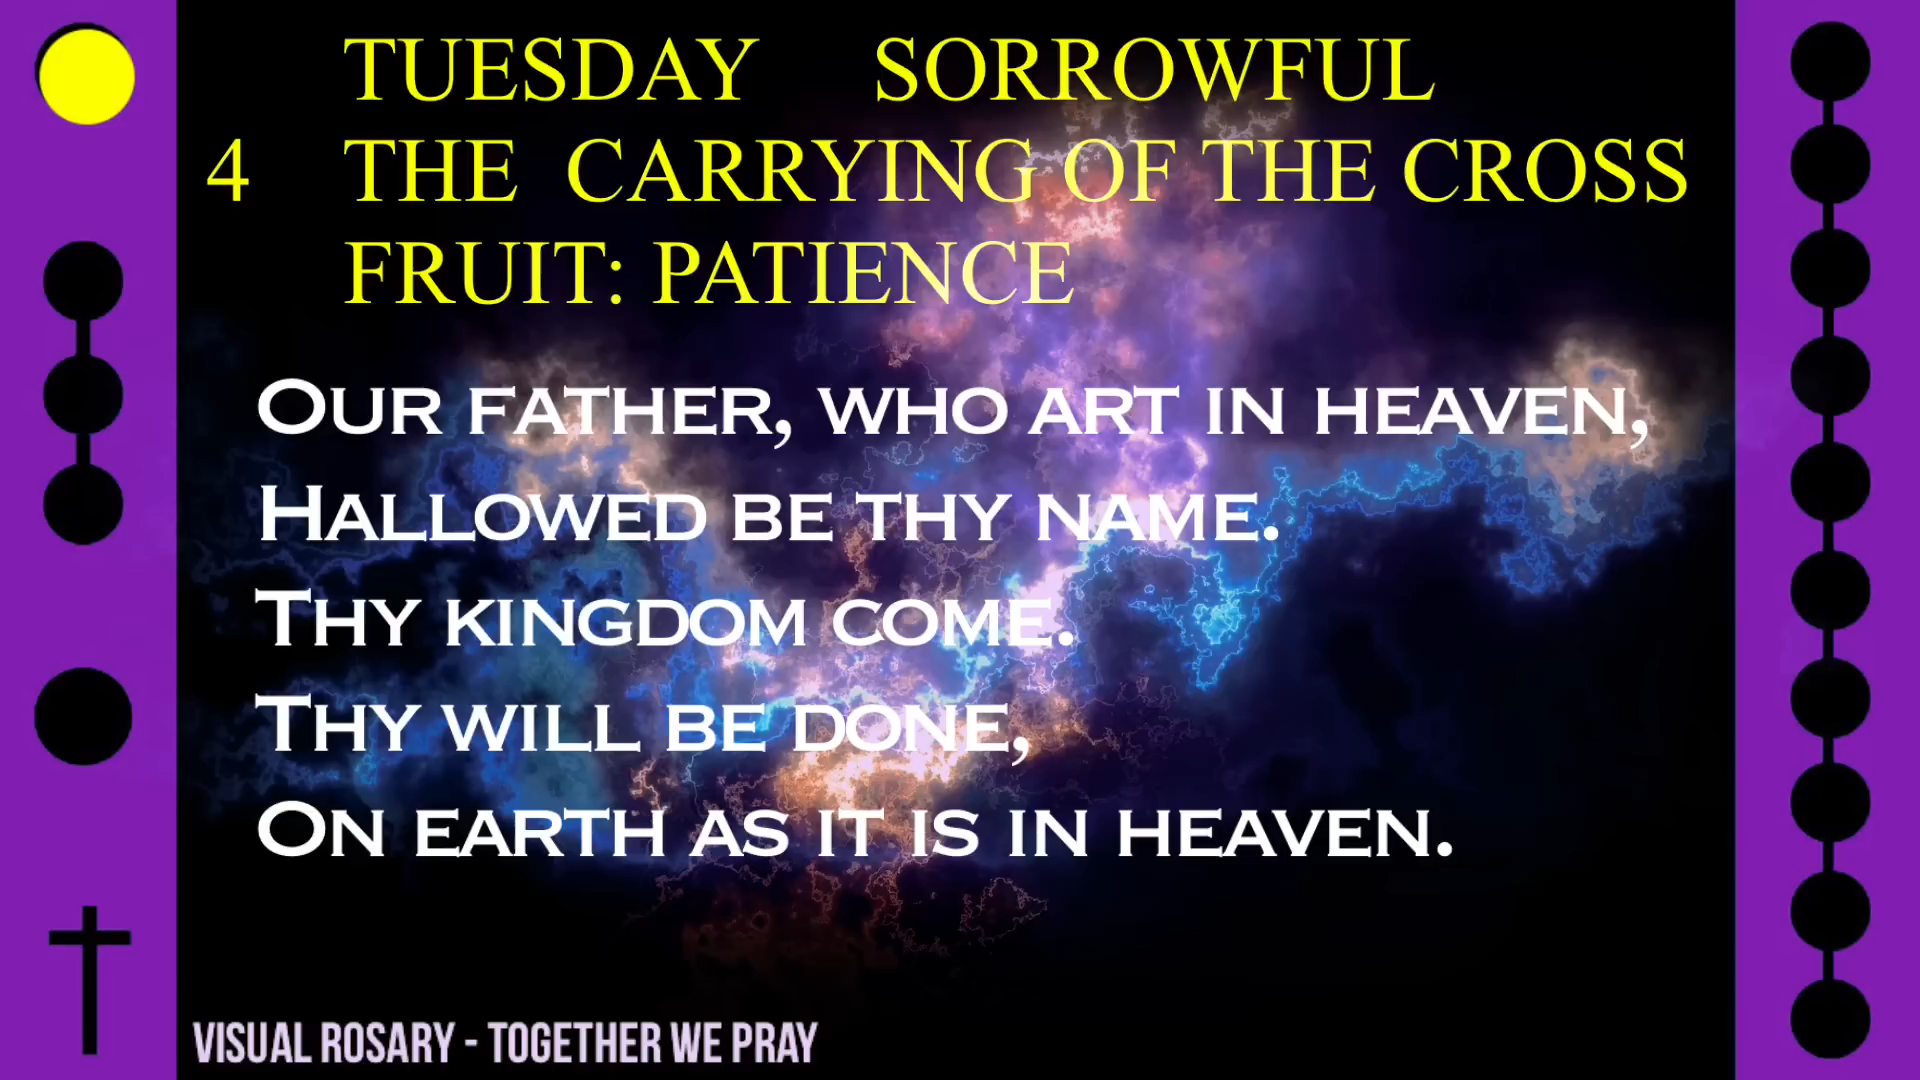 TUESDAY SORROWFUL
4 THE CARRYING OF THE CROSS
FRUIT: PATIENCE
OUR FATHER, WHO ART IN HEAVEN,
HALLOWED BE THY NAME.
THY KINGDOM COME.
THY WILL BE DONE,
ON EARTH AS IT IS IN HEAVEN.
VISUAL ROSARY - TOGETHER WE PRAY